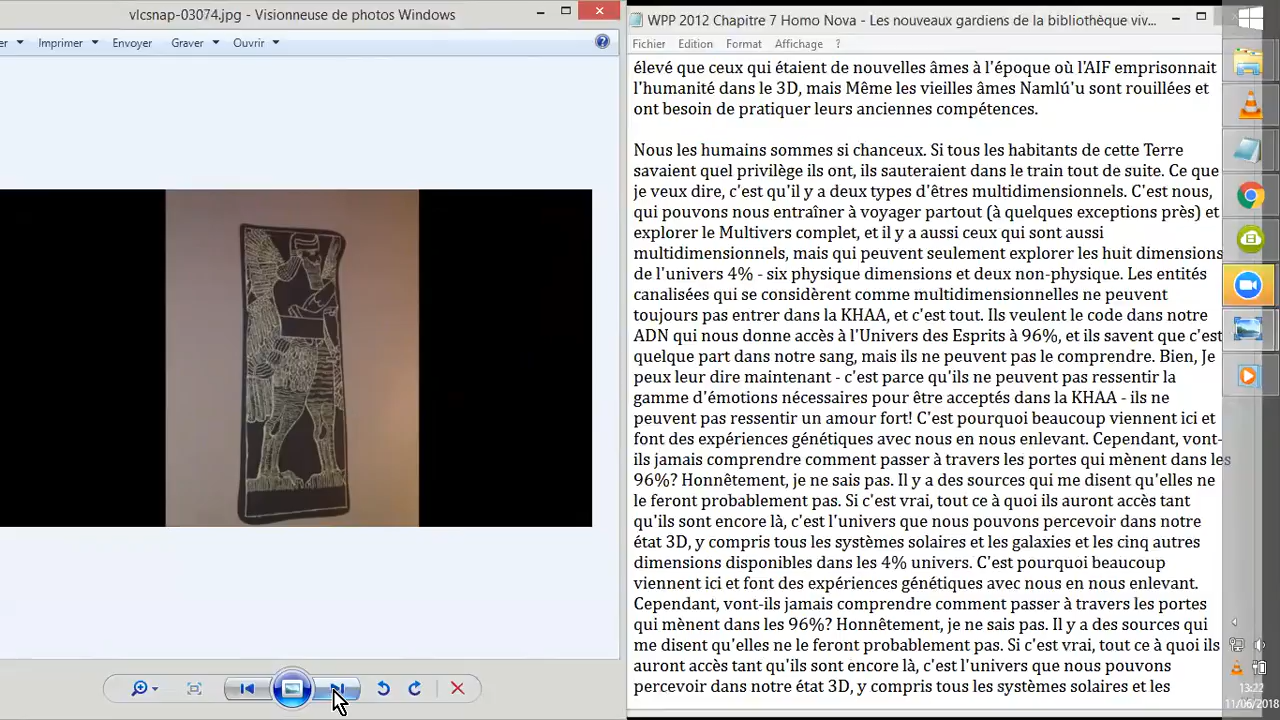 vlcsnap-03074.jpg - Visionneuse de photos Windows
Imprimer
Envoyer
Graver
Ouvrir
WPP 2012 Chapitre 7 Homo Nova - Les nouveaux gardiens de la bibliothèque viv...
Fichier Edition Format Affichage ?
élevé que ceux qui étaient de nouvelles âmes à l'époque où l'AIF emprisonnait
l'humanité dans le 3D, mais Même les vieilles âmes Namlú'u sont rouillées et
ont besoin de pratiquer leurs anciennes compétences.
Nous les humains sommes si chanceux. Si tous les habitants de cette Terre
savaient quel privilège ils ont, ils sauteraient dans le train tout de suite. Ce que
je veux dire, c'est qu'il y a deux types d'êtres multidimensionnels. C'est nous,
qui pouvons nous entraîner à voyager partout (à quelques exceptions près) et
explorer le Multivers complet, et il y a aussi ceux qui sont aussi
multidimensionnels, mais qui peuvent seulement explorer les huit dimensions
de l'univers 4% - six physique dimensions et deux non-physique. Les entités
canalisées qui se considèrent comme multidimensionnelles ne peuvent
toujours pas entrer dans la KHAA, et c'est tout. Ils veulent le code dans notre
ADN qui nous donne accès à l'Univers des Esprits à 96%, et ils savent que c'est
quelque part dans notre sang, mais ils ne peuvent pas le comprendre. Bien, Je
peux leur dire maintenant - c'est parce qu'ils ne peuvent pas ressentir la
gamme d'émotions nécessaires pour être acceptés dans la KHAA - ils ne
peuvent pas ressentir un amour fort! C'est pourquoi beaucoup viennent ici et
font des expériences génétiques avec nous en nous enlevant. Cependant, vont-
ils jamais comprendre comment passer à travers les portes qui mènent dans les
96%? Honnêtement, je ne sais pas. Il y a des sources qui me disent qu'elles ne
le feront probablement pas. Si c'est vrai, tout ce à quoi ils auront accès tant
qu'ils sont encore là, c'est l'univers que nous pouvons percevoir dans notre
état 3D, y compris tous les systèmes solaires et les galaxies et les cinq autres
dimensions disponibles dans les 4% univers. C'est pourquoi beaucoup
viennent ici et font des expériences génétiques avec nous en nous enlevant.
Cependant, vont-ils jamais comprendre comment passer à travers les portes
qui mènent dans les 96%? Honnêtement, je ne sais pas. Il y a des sources qui
me disent qu'elles ne le feront probablement pas. Si c'est vrai, tout ce à quoi ils
auront accès tant qu'ils sont encore là, c'est l'univers que nous pouvons
percevoir dans notre état 3D, y compris tous les systèmes solaires et les
13:22
11/06/2018